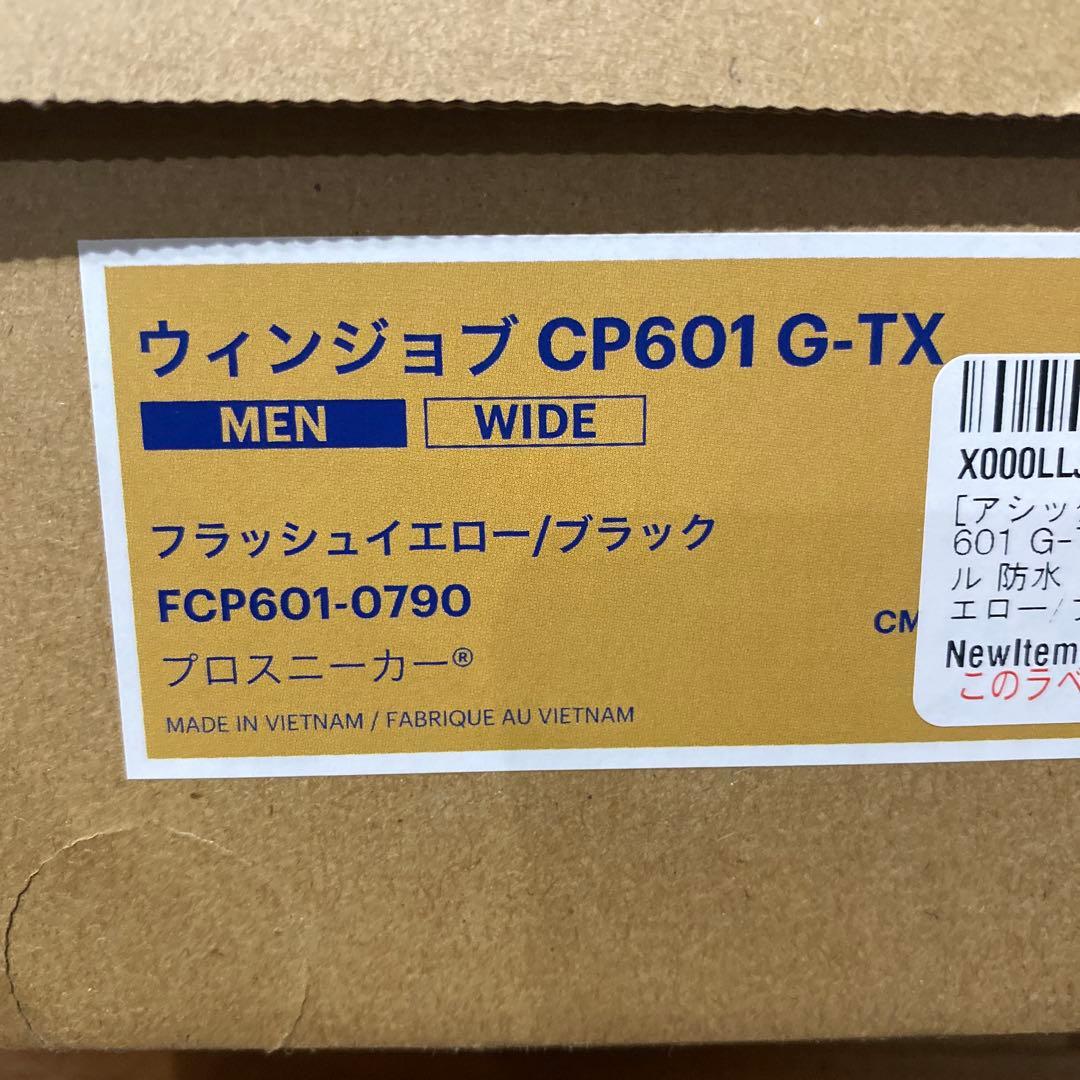 ウィンジョブ CP601 G-TX
MEN WIDE
フラッシュイエロー/ブラック
FCP601-0790
プロスニーカー®
MADE IN VIETNAM / FABRIQUE AU VIETNAM
CM
X000LLJ
[アシック
601 G-
ル 防水
エロー/
NewItem
このラベ